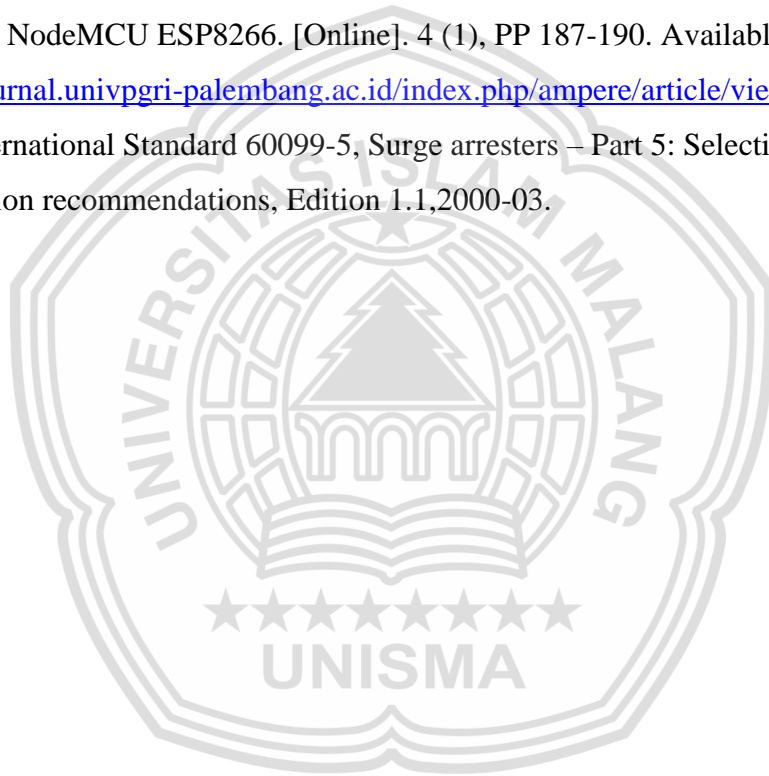 NodeMCU ESP8266. [Online]. 4 (1), PP 187-190. Availabl
urnal.univpgri-palembang.ac.id/index.php/ampere/article/vie
ernational Standard 60099-5, Surge arresters – Part 5: Selecti
ion recommendations, Edition 1.1,2000-03.
UNIVERSITAS ISLAM MALANG
UNISMA